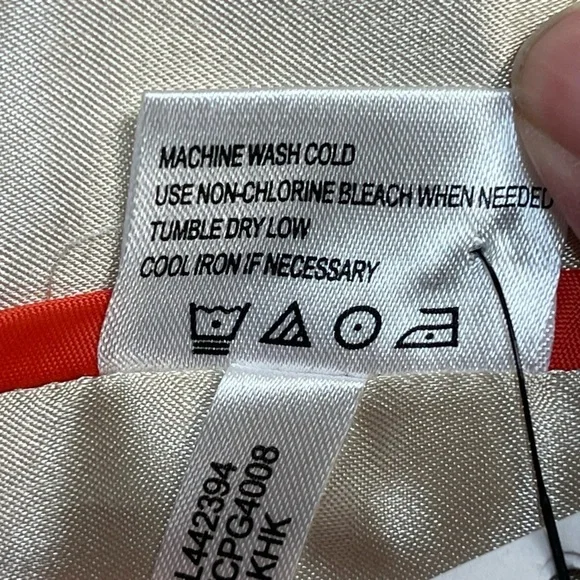 MACHINE WASH COLD
USE NON-CHLORINE BLEACH WHEN NEEDED
TUMBLE DRY LOW
COOL IRON IF NECESSARY
L442394
CPG4008
KHK